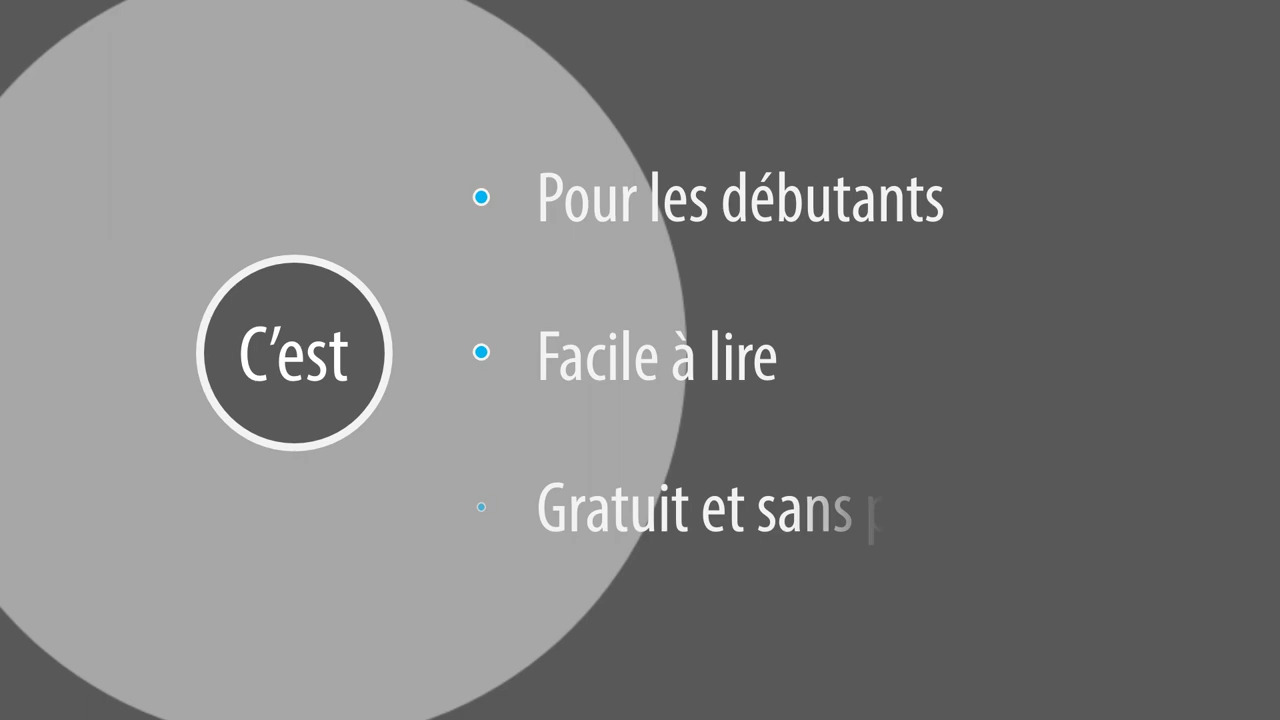 C’est
Pour les débutants
Facile à lire
Gratuit et sans